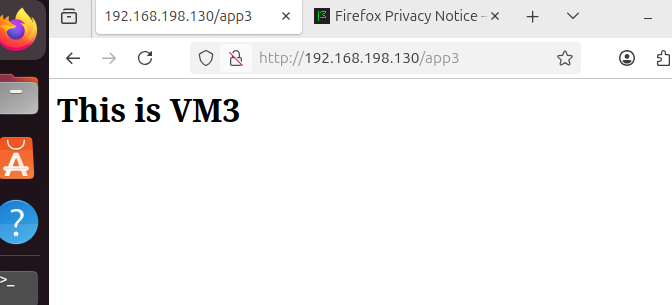 192.168.198.130/app3
Firefox Privacy Notice
http://192.168.198.130/app3
This is VM3